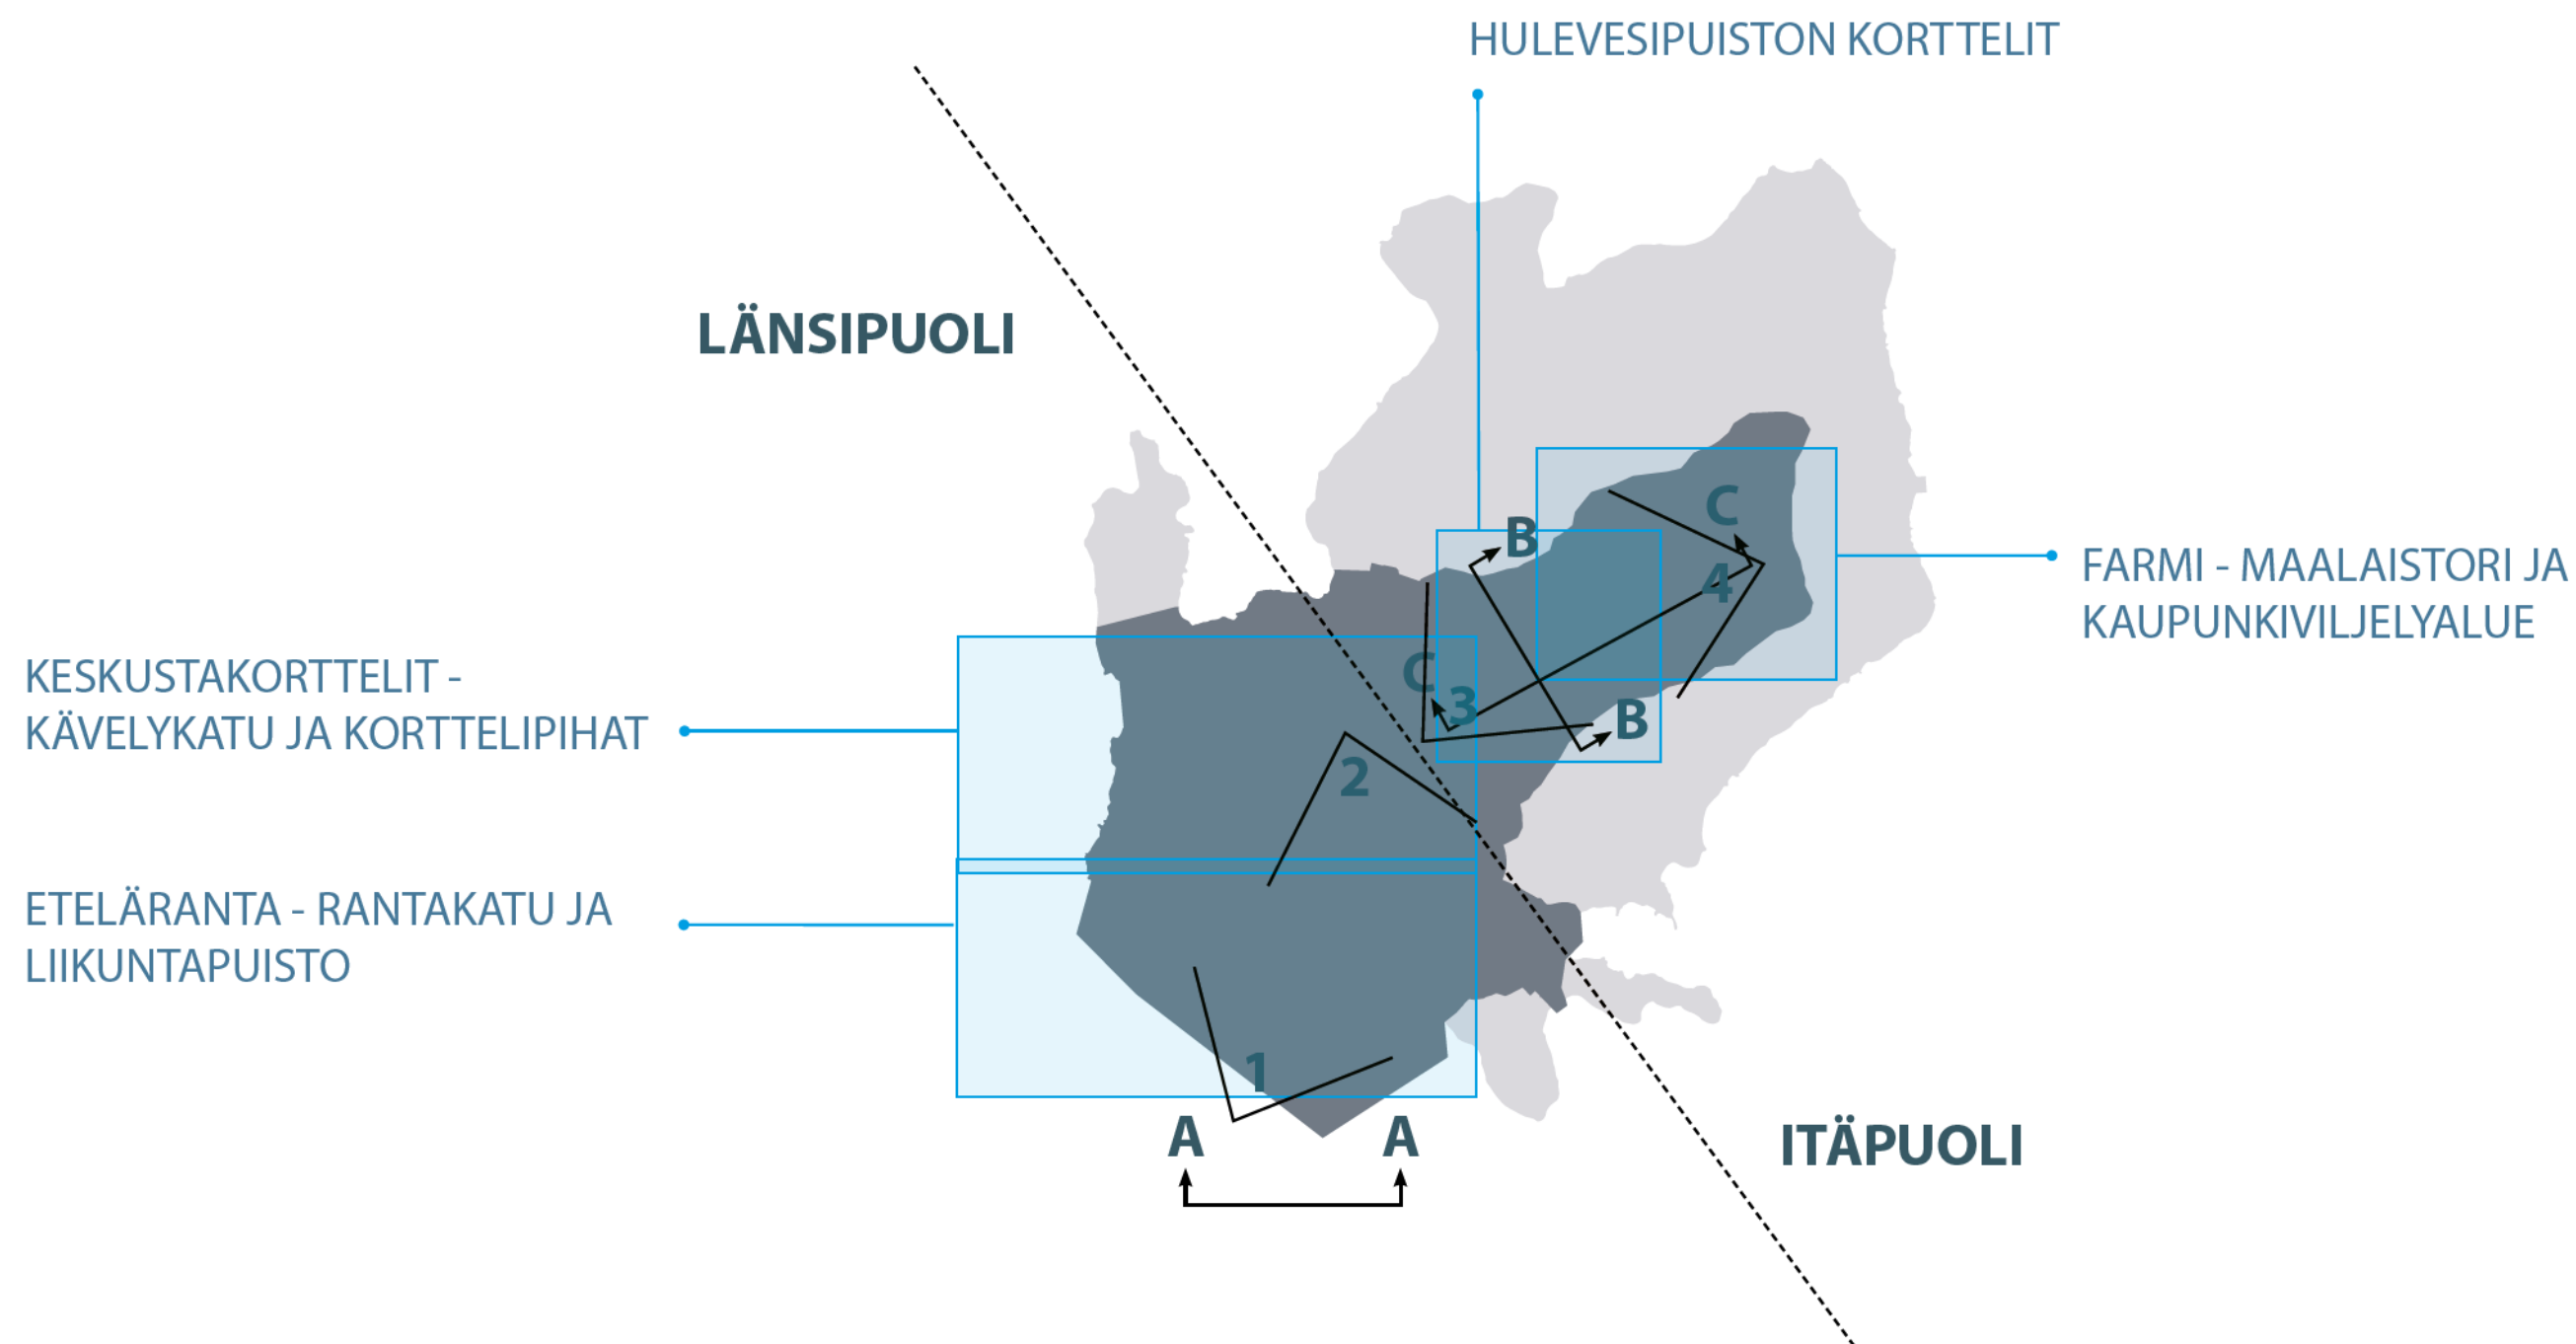 HULEVESIPUISTON KORTTELIT
LÄNSIPUOLI
C
B
4
FARMI - MAALAISTORI JA
KAUPUNKIVILJELYALUE
KESKUSTAKORTTELIT -
KÄVELYKATU JA KORTTELIPIHAT
C
3
B
2
ETELÄRANTA - RANTAKATU JA
LIIKUNTAPUISTO
1
A A
ITÄPUOLI